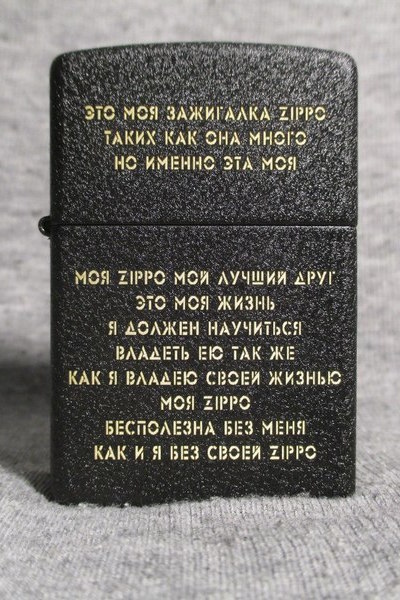 ЭТО МОЯ ЗАЖИГАЛКА ZIPPO
ТАКИХ КАК ОНА МНОГО
НО ИМЕННО ЭТА МОЯ
МОЯ ZIPPO МОЙ ЛУЧШИЙ ДРУГ
ЭТО МОЯ ЖИЗНЬ
Я ДОЛЖЕН НАУЧИТЬСЯ
ВЛАДЕТЬ ЕЮ ТАК ЖЕ
КАК Я ВЛАДЕЮ СВОЕЙ ЖИЗНЬЮ
МОЯ ZIPPO
БЕСПОЛЕЗНА БЕЗ МЕНЯ
КАК И Я БЕЗ СВОЕЙ ZIPPO